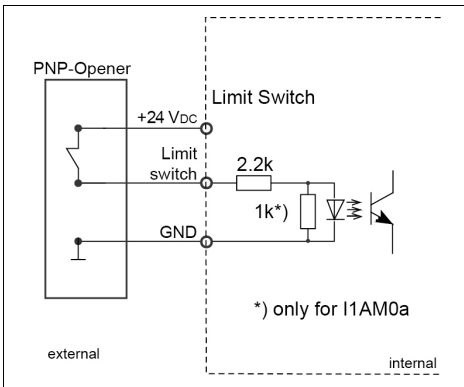 PNP-Opener
Limit Switch
+24 VDC
Limit
switch
2.2k
1k*)
GND
*) only for I1AM0a
external
internal